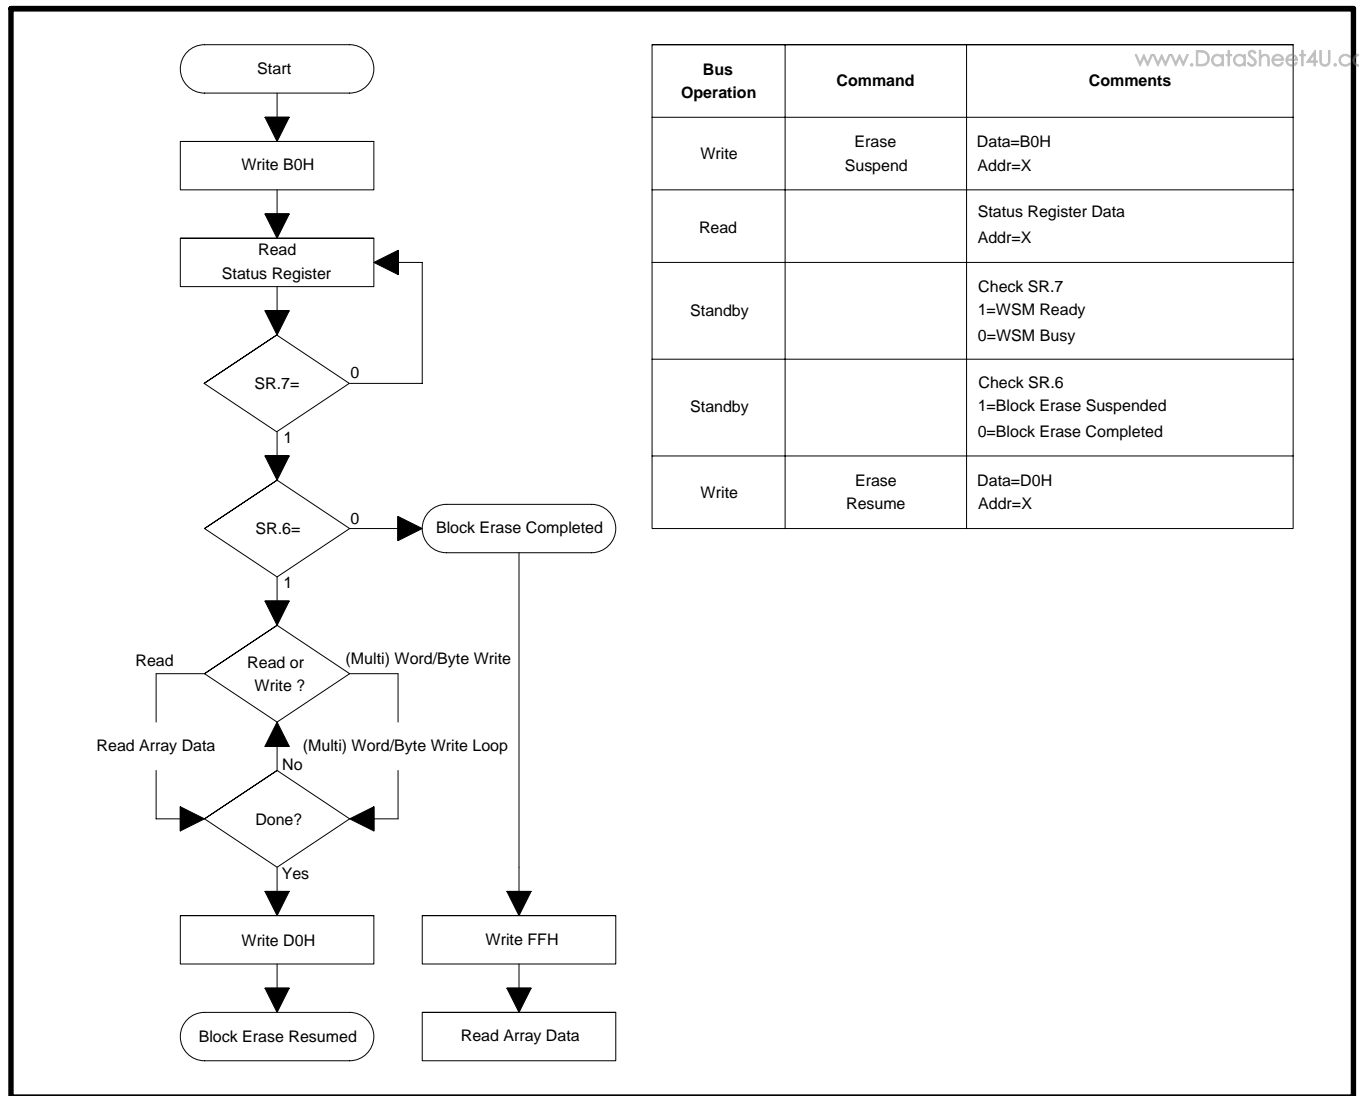 Start
Write B0H
Read
Status Register
SR.7=
0
1
SR.6=
0
1
Block Erase Completed
Read or
Write ?
Read
(Multi) Word/Byte Write
Read Array Data
(Multi) Word/Byte Write Loop
No
Done?
Yes
Write D0H
Write FFH
Block Erase Resumed
Read Array Data
www.DataSheet4U.co
Bus
Operation
Command
Comments
Write
Erase
Suspend
Data=B0H
Addr=X
Read
Status Register Data
Addr=X
Standby
Check SR.7
1=WSM Ready
0=WSM Busy
Standby
Check SR.6
1=Block Erase Suspended
0=Block Erase Completed
Write
Erase
Resume
Data=D0H
Addr=X